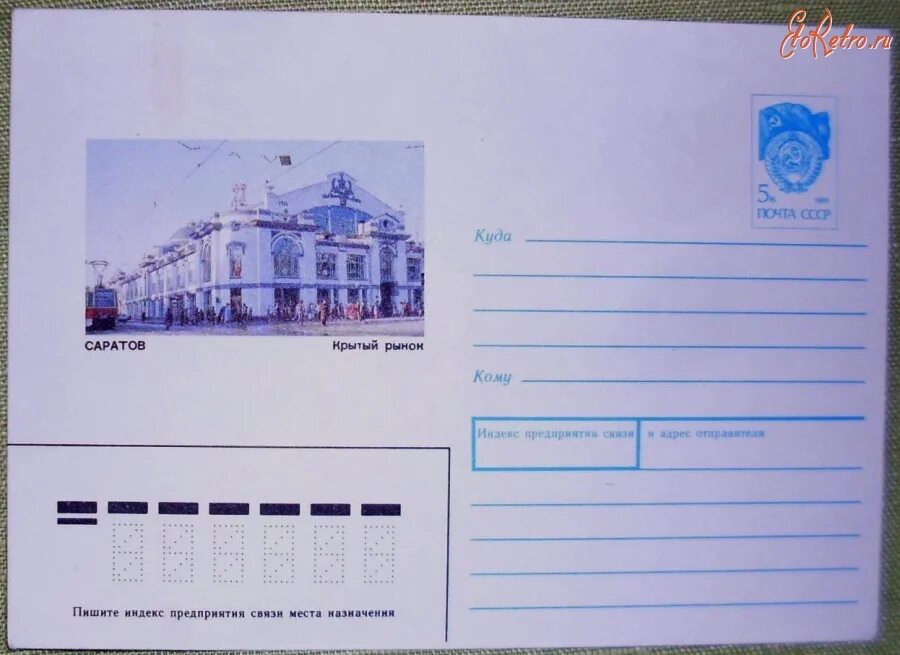 EtoRetro.ru
5к
ПОЧТА СССР
САРАТОВ Крытый рынок
Куда
Кому
Индекс предприятия связи и адрес отправителя
Пишите индекс предприятия связи места назначения